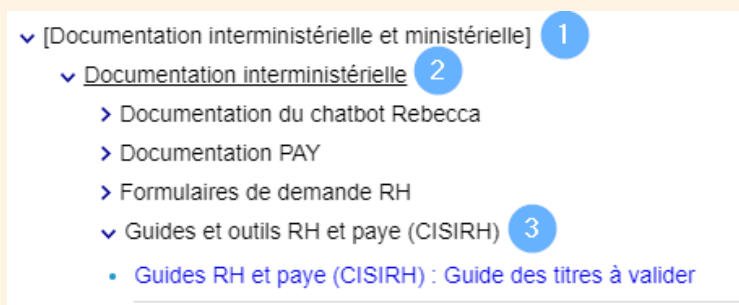 [Documentation interministérielle et ministérielle] 1
Documentation interministérielle 2
Documentation du chatbot Rebecca
Documentation PAY
Formulaires de demande RH
Guides et outils RH et paye (CISIRH) 3
Guides RH et paye (CISIRH) : Guide des titres à valider